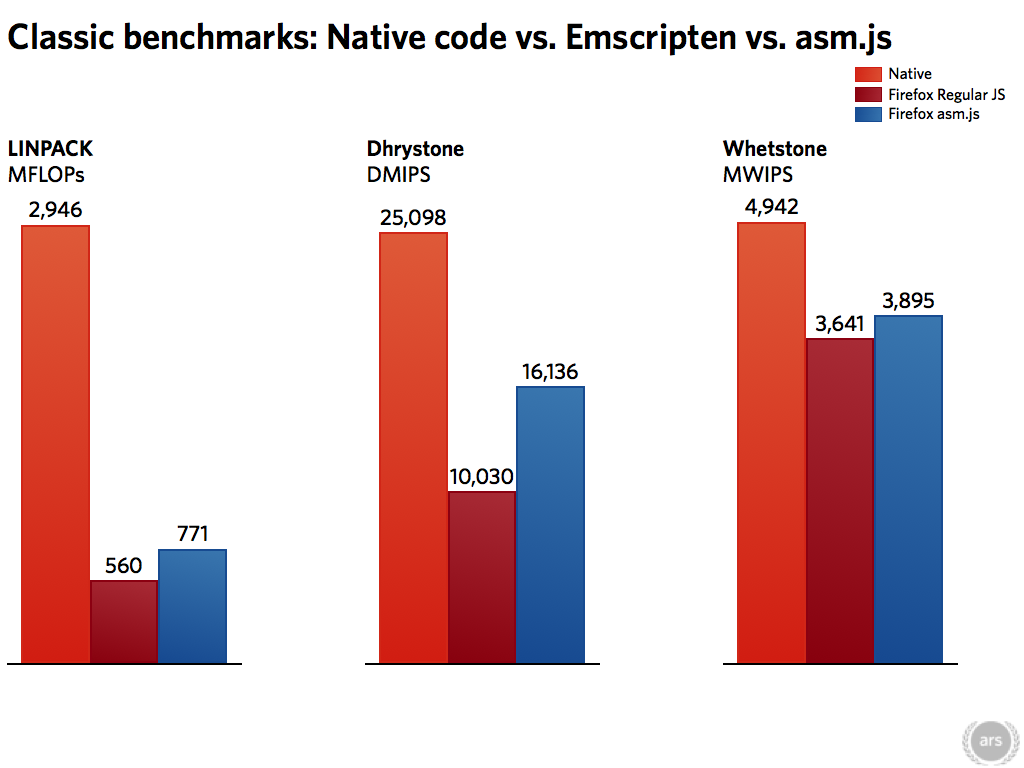 Classic benchmarks: Native code vs. Emscripten vs. asm.js
Native
Firefox Regular JS
Firefox asm.js
LINPACK
MFLOPs
2,946
560
771
Dhrystone
DMIPS
25,098
10,030
16,136
Whetstone
MWIPS
4,942
3,641
3,895
ars